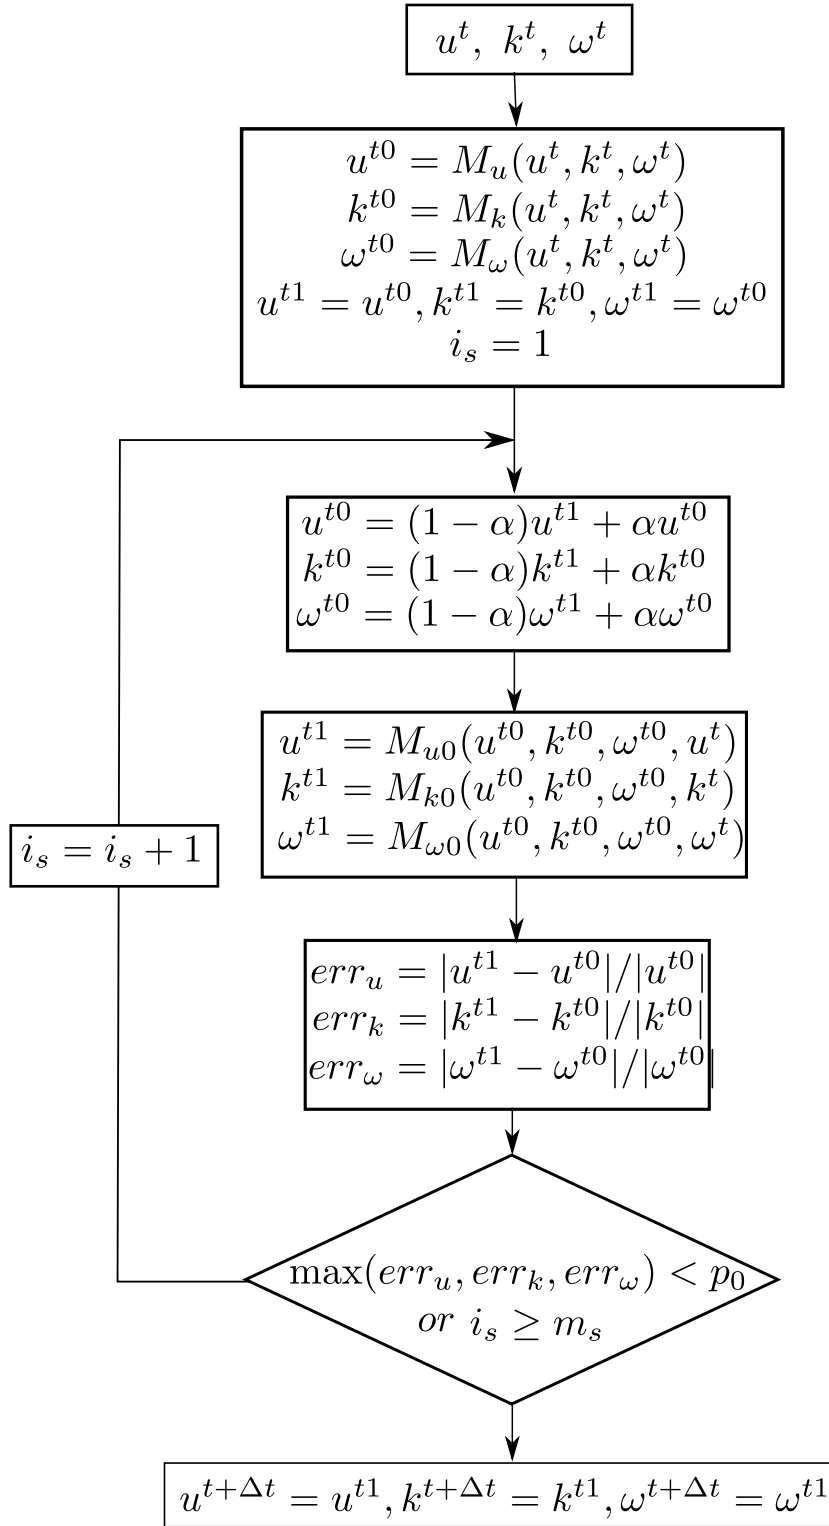 u^t, k^t, ω^t
u^{t0} = M_u(u^t, k^t, ω^t)
k^{t0} = M_k(u^t, k^t, ω^t)
ω^{t0} = M_ω(u^t, k^t, ω^t)
u^{t1} = u^{t0}, k^{t1} = k^{t0}, ω^{t1} = ω^{t0}
i_s = 1
u^{t0} = (1 − α)u^{t1} + αu^{t0}
k^{t0} = (1 − α)k^{t1} + αk^{t0}
ω^{t0} = (1 − α)ω^{t1} + αω^{t0}
u^{t1} = M_{u0}(u^{t0}, k^{t0}, ω^{t0}, u^t)
k^{t1} = M_{k0}(u^{t0}, k^{t0}, ω^{t0}, k^t)
ω^{t1} = M_{ω0}(u^{t0}, k^{t0}, ω^{t0}, ω^t)
i_s = i_s + 1
err_u = |u^{t1} − u^{t0}|/|u^{t0}|
err_k = |k^{t1} − k^{t0}|/|k^{t0}|
err_ω = |ω^{t1} − ω^{t0}|/|ω^{t0}|
max(err_u, err_k, err_ω) < p_0
or i_s ≥ m_s
u^{t+Δt} = u^{t1}, k^{t+Δt} = k^{t1}, ω^{t+Δt} = ω^{t1}